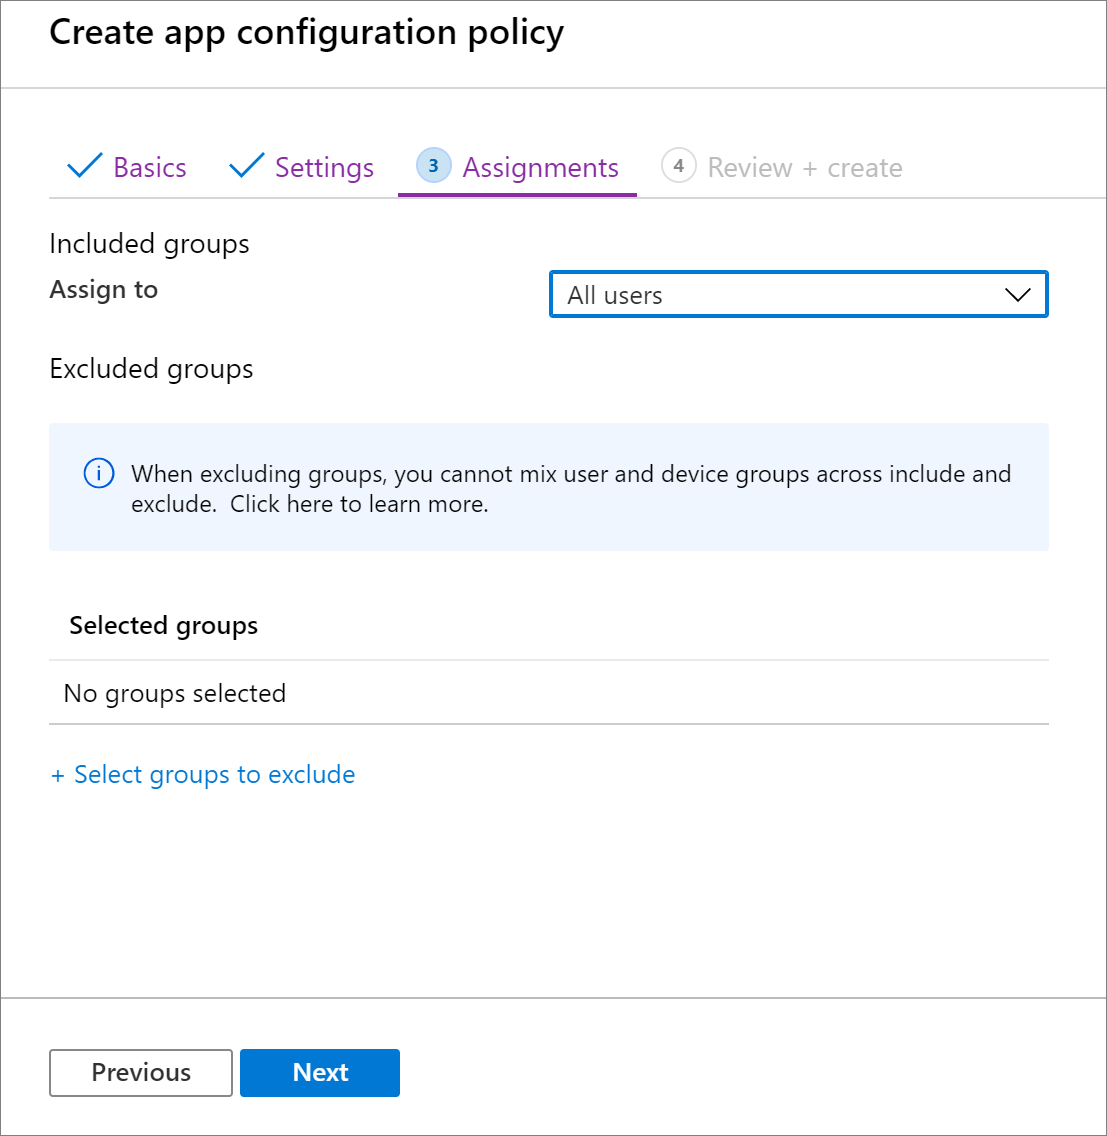 Create app configuration policy
Basics
Settings
3 Assignments
4 Review + create
Included groups
Assign to
All users
Excluded groups
When excluding groups, you cannot mix user and device groups across include and
exclude.  Click here to learn more.
Selected groups
No groups selected
+ Select groups to exclude
Previous
Next